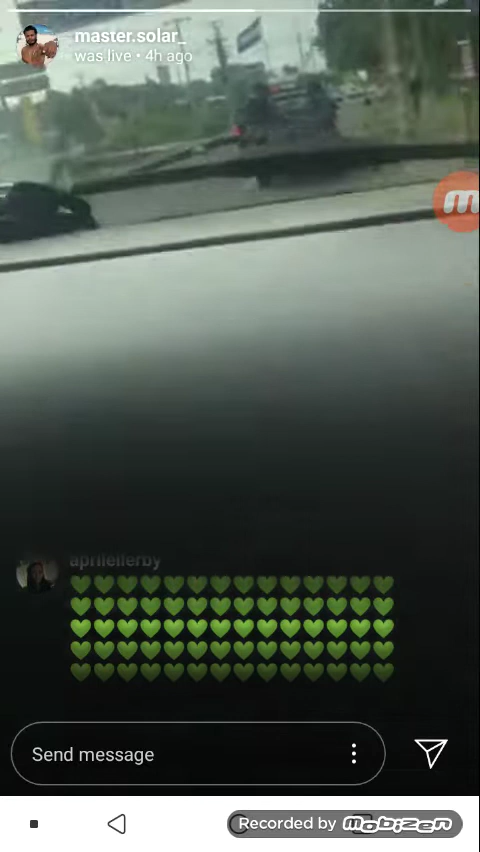 master.solar_
was live • 4h ago
aprilellerby
💚💚💚💚💚💚💚💚💚💚💚💚💚💚
💚💚💚💚💚💚💚💚💚💚💚💚💚💚
💚💚💚💚💚💚💚💚💚💚💚💚💚💚
💚💚💚💚💚💚💚💚💚💚💚💚💚💚
💚💚💚💚💚💚💚💚💚💚💚💚💚💚
Send message
Recorded by mobizen